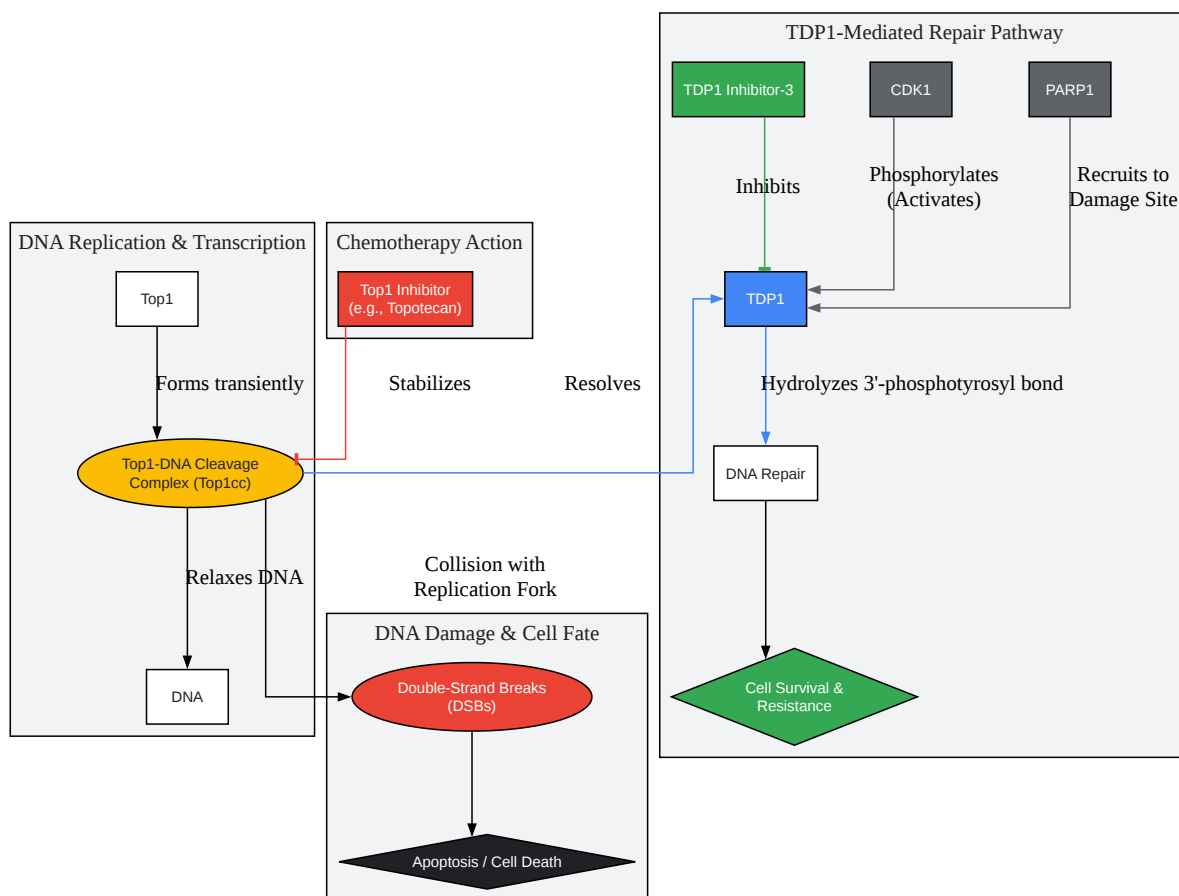 TDP1-Mediated Repair Pathway
TDP1 Inhibitor-3
CDK1
PARP1
Inhibits
Phosphorylates
(Activates)
Recruits to
Damage Site
DNA Replication & Transcription
Chemotherapy Action
Top1
Top1 Inhibitor
(e.g., Topotecan)
TDP1
Forms transiently
Stabilizes
Resolves
Hydrolyzes 3'-phosphotyrosyl bond
Top1-DNA Cleavage
Complex (Top1cc)
DNA Repair
Relaxes DNA
Collision with
Replication Fork
DNA Damage & Cell Fate
DNA
Double-Strand Breaks
(DSBs)
Cell Survival &
Resistance
Apoptosis / Cell Death